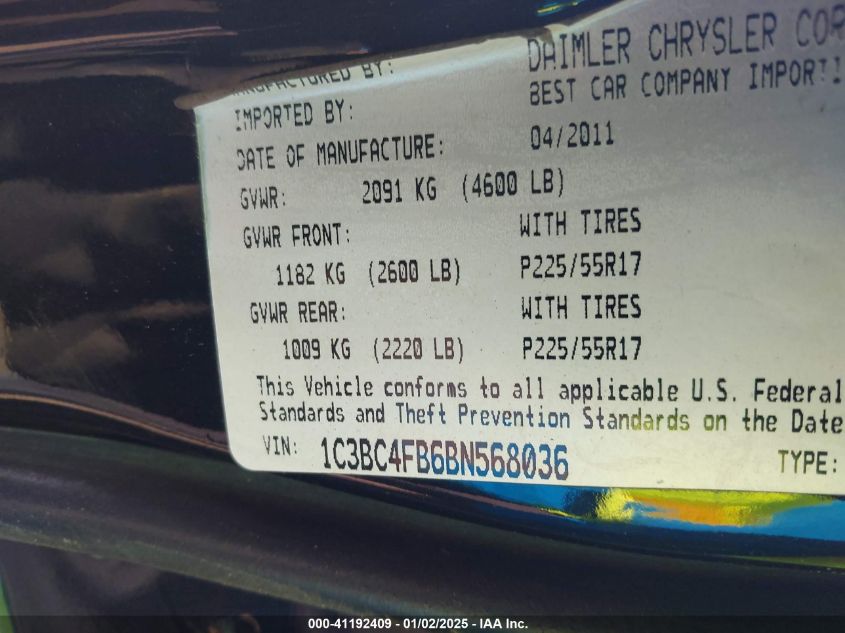 MANUFACTURED BY: DAIMLER CHRYSLER COR
IMPORTED BY: BEST CAR COMPANY IMPORTI
DATE OF MANUFACTURE: 04/2011
GVWR: 2091 KG (4600 LB)
GVWR FRONT: WITH TIRES
1182 KG (2600 LB) P225/55R17
GVWR REAR: WITH TIRES
1009 KG (2220 LB) P225/55R17
This Vehicle conforms to all applicable U.S. Federal
Standards and Theft Prevention Standards on the Date
VIN: 1C3BC4FB6BN568036 TYPE:
000-41192409 - 01/02/2025 - IAA Inc.